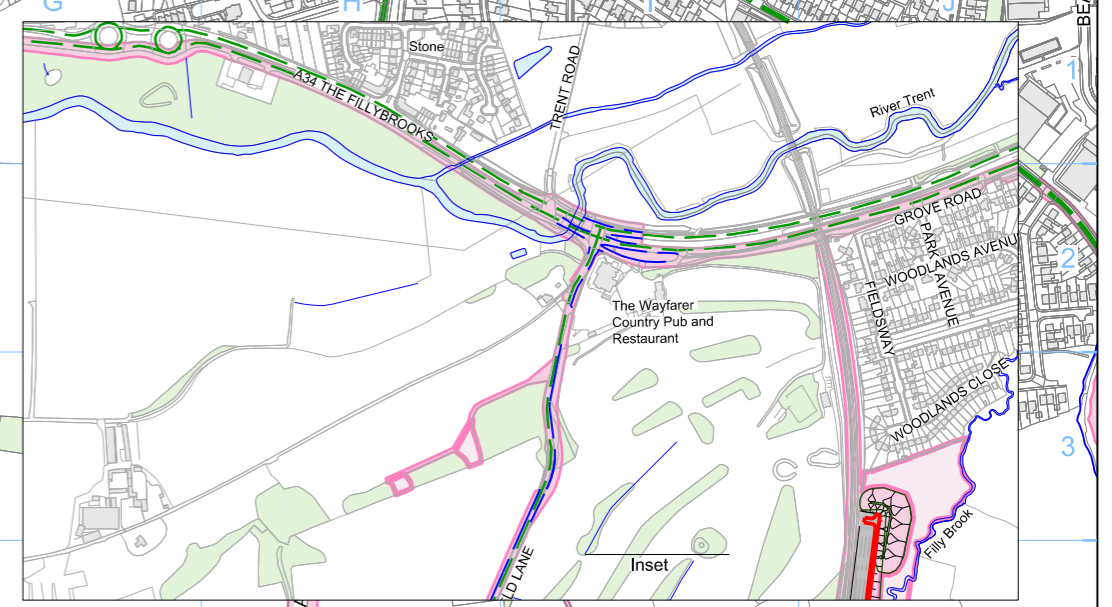 G
H
I
J
BEA
Stone
A34 THE FILLYBROOKS
TRENT ROAD
River Trent
1
GROVE ROAD
PARK AVENUE
WOODLANDS AVENU
2
FIELDSWAY
The Wayfarer
Country Pub and
Restaurant
WOODLANDS CLOSE
3
Filly Brook
LD LANE
Inset